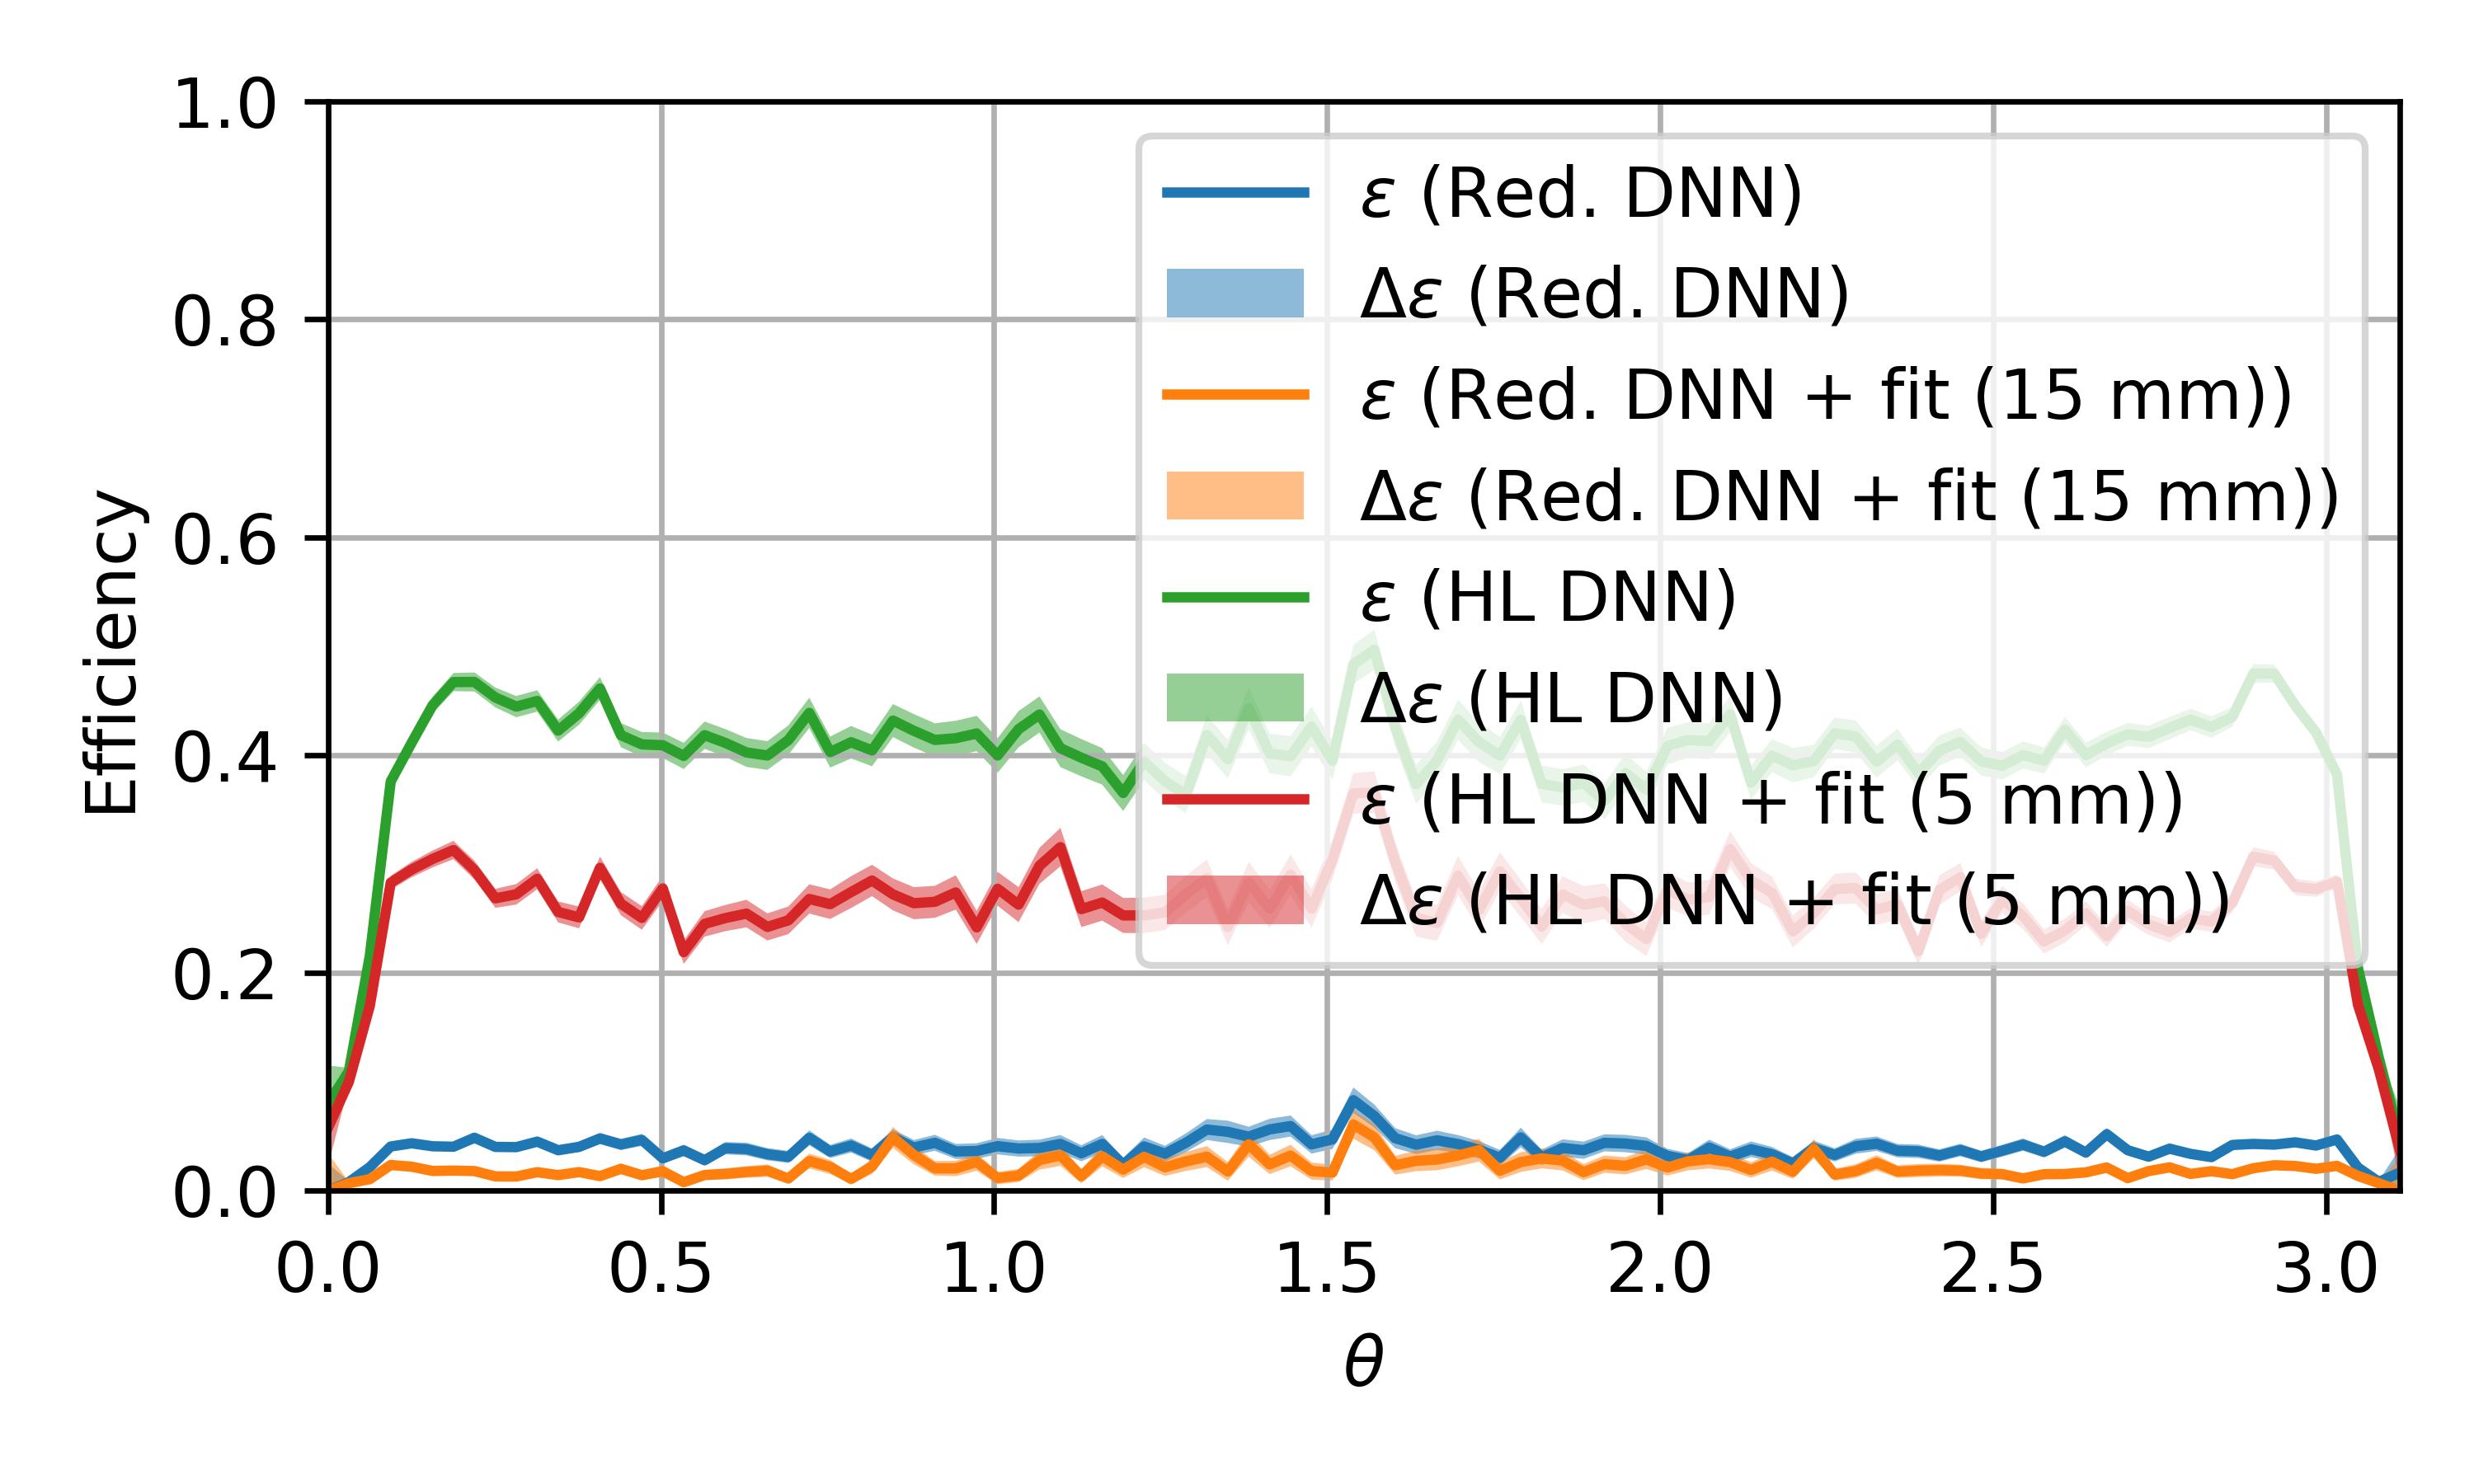 1.0
0.8
0.6
0.4
0.2
0.0
Efficiency
ε (Red. DNN)
Δε (Red. DNN)
ε (Red. DNN + fit (15 mm))
Δε (Red. DNN + fit (15 mm))
ε (HL DNN)
Δε (HL DNN)
ε (HL DNN + fit (5 mm))
Δε (HL DNN + fit (5 mm))
0.0 0.5 1.0 1.5 2.0 2.5 3.0
θ